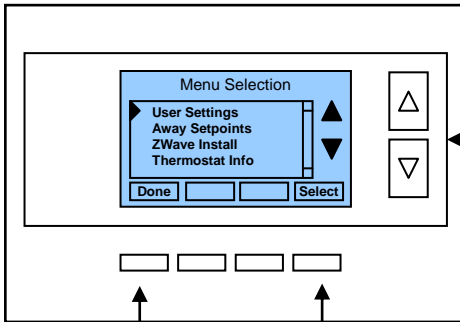 Menu Selection
User Settings
Away Setpoints
ZWave Install
Thermostat Info
Done Select